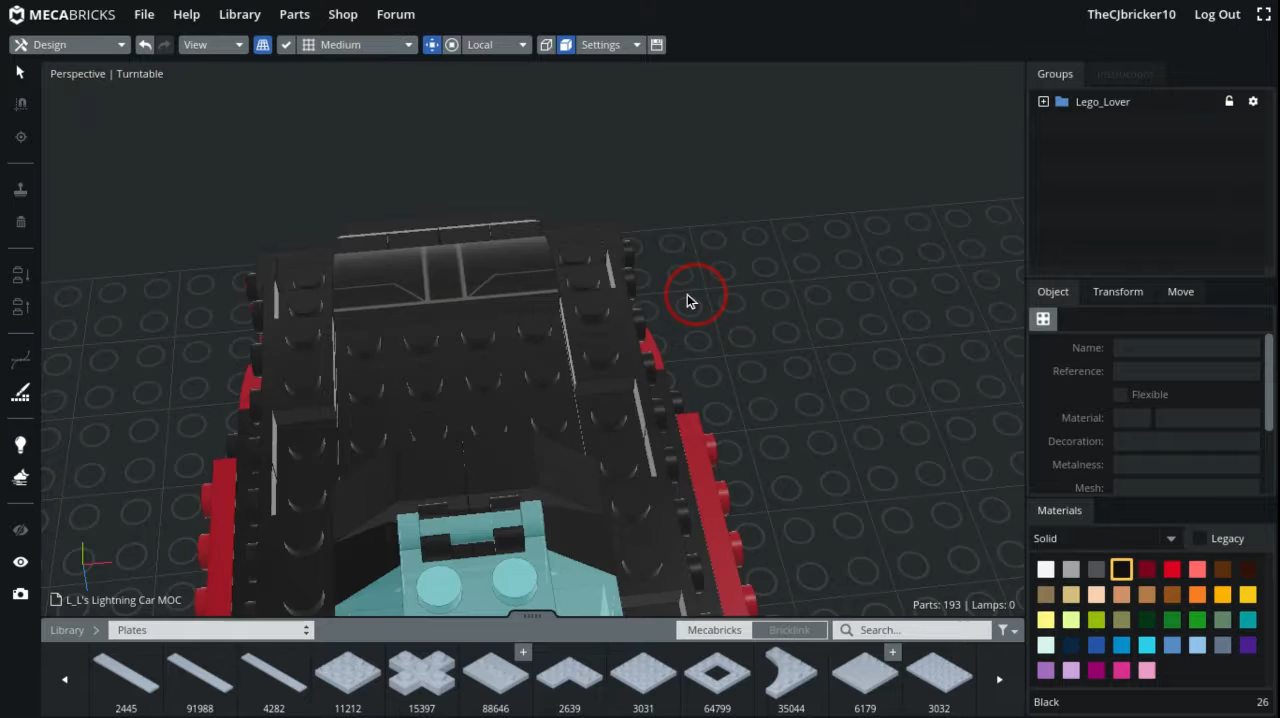 MECABRICKS File Help Library Parts Shop Forum TheCJbricker10 Log Out
Design View Medium Local Settings
Perspective | Turntable
Groups Instructions
Lego_Lover
Object Transform Move
Name:
Reference:
Flexible
Material:
Decoration:
Metalness:
Mesh:
Materials
Solid Legacy
L_L's Lightning Car MOC Parts: 193 | Lamps: 0
Library Plates Mecabricks Bricklink Search...
2445 91988 4282 11212 15397 88646 2639 3031 64799 35044 6179 3032
Black 26